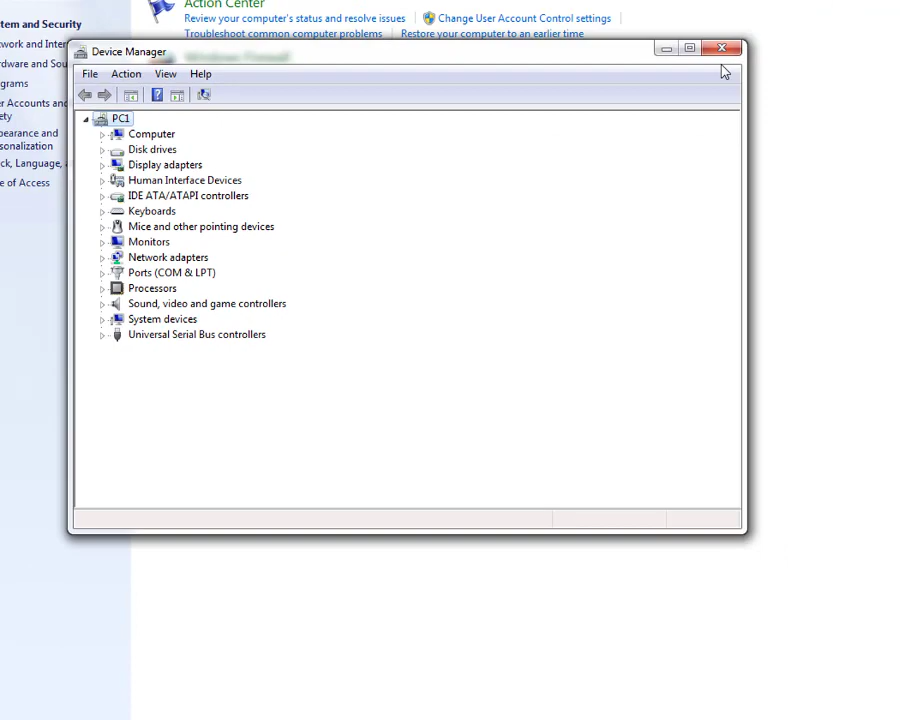 Action Center
Review your computer's status and resolve issues
Change User Account Control settings
Troubleshoot common computer problems
Restore your computer to an earlier time
tem and Security
work and Inter
rdware and Sou
grams
r Accounts and
ety
pearance and
sonalization
ck, Language,
e of Access
Windows Firewall
Device Manager
File Action View Help
PC1
Computer
Disk drives
Display adapters
Human Interface Devices
IDE ATA/ATAPI controllers
Keyboards
Mice and other pointing devices
Monitors
Network adapters
Ports (COM & LPT)
Processors
Sound, video and game controllers
System devices
Universal Serial Bus controllers